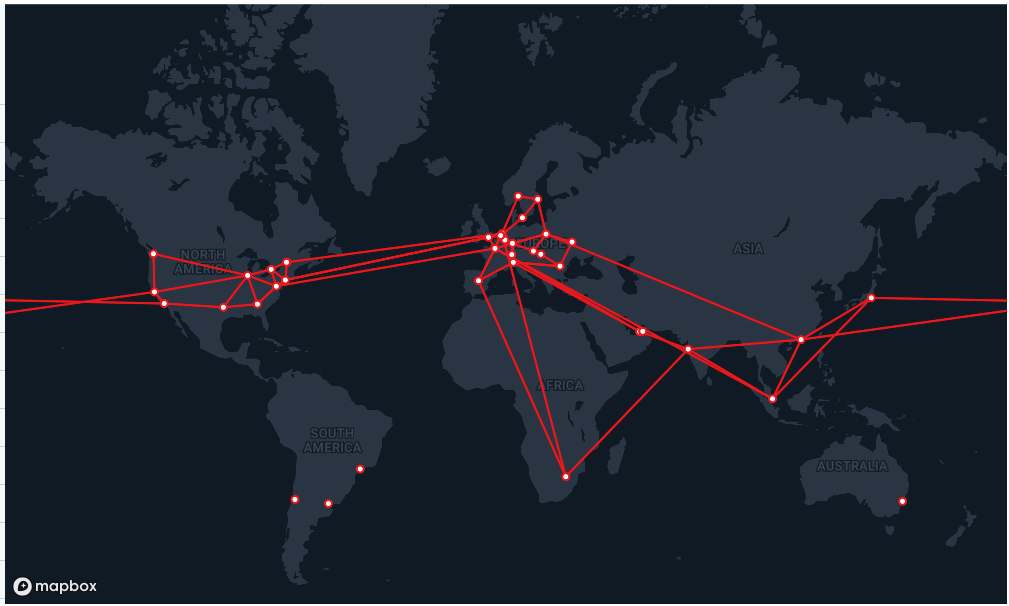 NORTH
AMERICA
EUROPE
ASIA
AFRICA
SOUTH
AMERICA
AUSTRALIA
mapbox